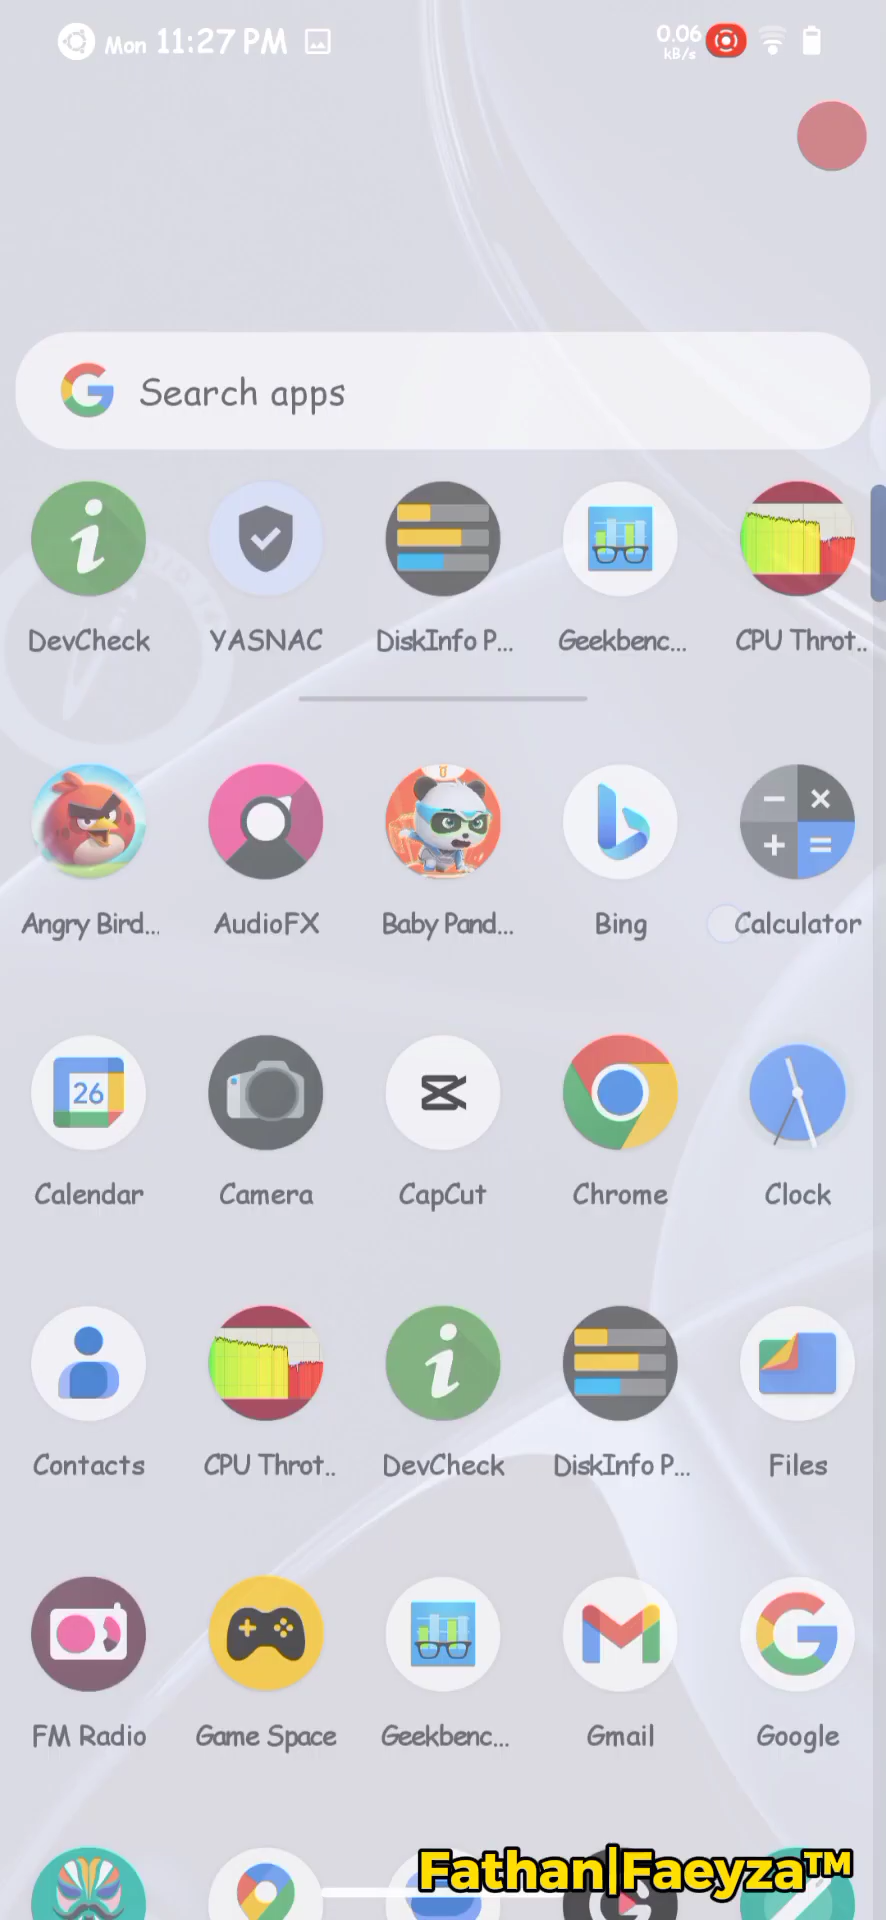 Mon 11:27 PM
0.06
kB/s
Search apps
DevCheck YASNAC DiskInfo P... Geekbenc... CPU Throt..
Angry Bird... AudioFX Baby Pand... Bing Calculator
26
Calendar Camera CapCut Chrome Clock
Contacts CPU Throt.. DevCheck DiskInfo P... Files
FM Radio Game Space Geekbenc... Gmail Google
Fathan|Faeyza™